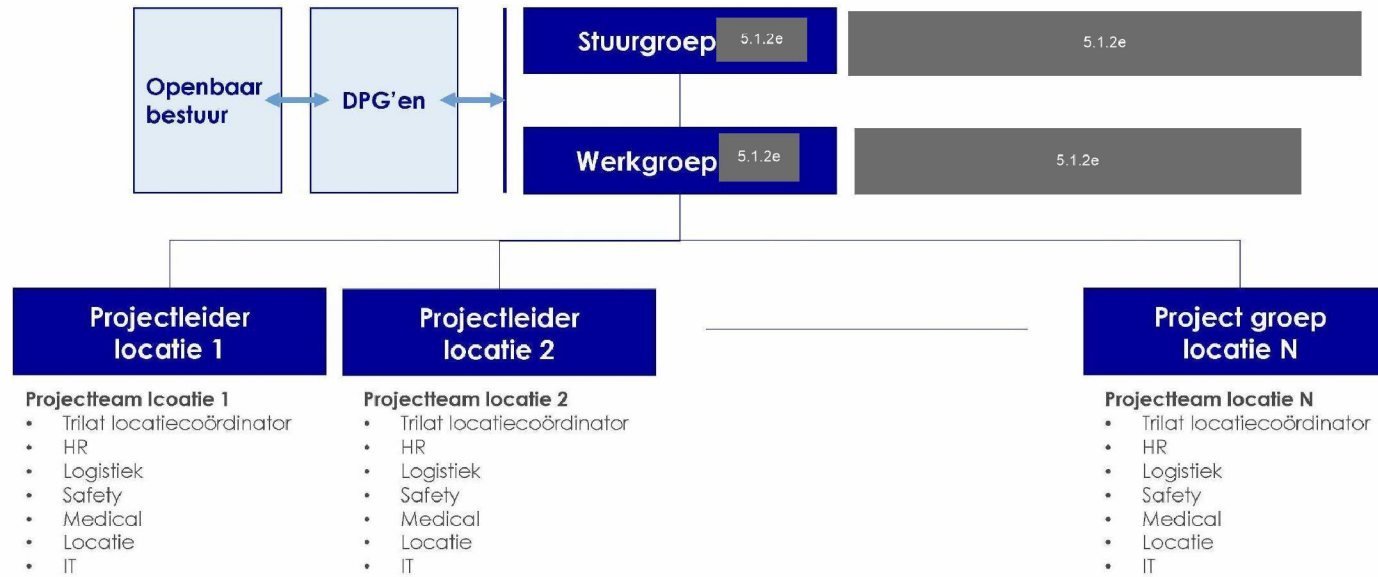 Stuurgroep 5.1.2e
5.1.2e
Openbaar
bestuur
DPG'en
Werkgroep 5.1.2e
5.1.2e
Projectleider
locatie 1
Projectleider
locatie 2
Project groep
locatie N
Projectteam lcoatie 1
• Trilat locatiecoördinator
• HR
• Logistiek
• Safety
• Medical
• Locatie
• IT
Projectteam locatie 2
• Trilat locatiecoördinator
• HR
• Logistiek
• Safety
• Medical
• Locatie
• IT
Projectteam locatie N
• Trilat locatiecoördinator
• HR
• Logistiek
• Safety
• Medical
• Locatie
• IT